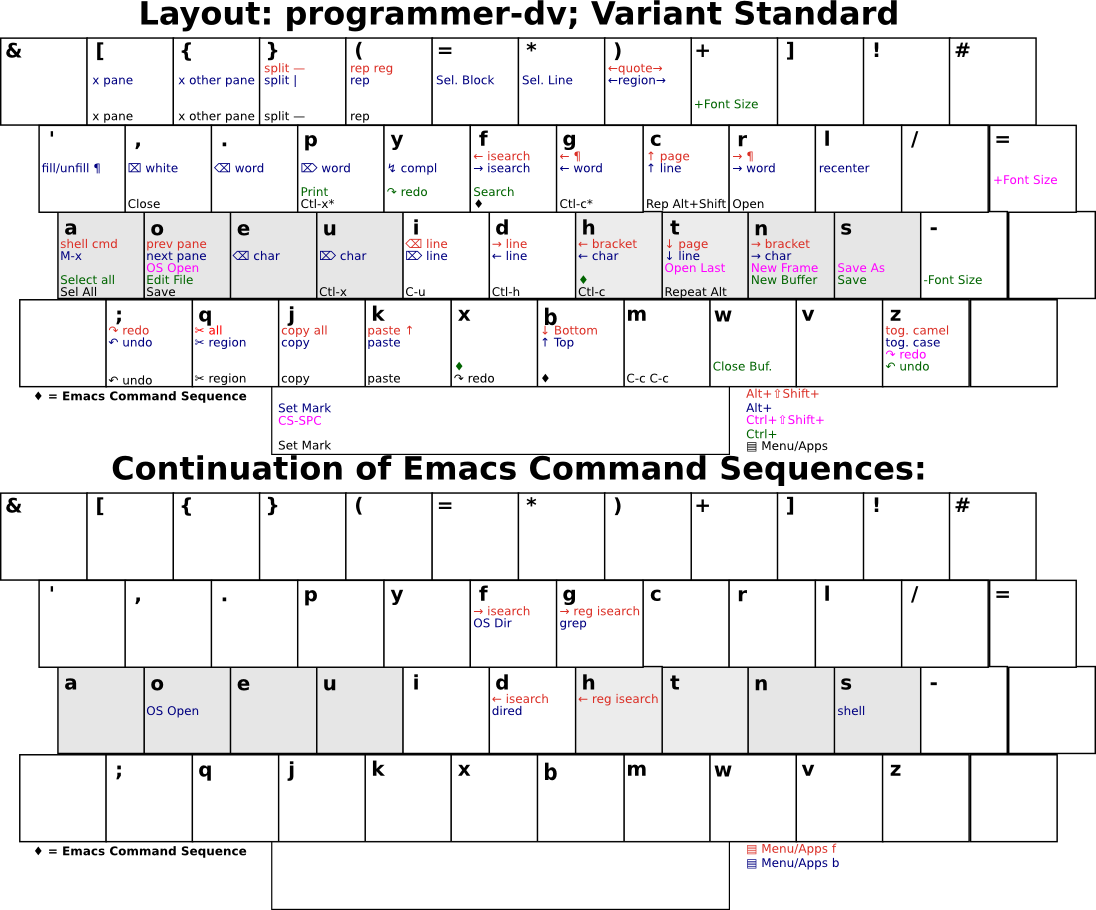 Layout: programmer-dv; Variant Standard
& [ { } ( = * ) + ] ! #
split — rep reg ←quote→
x pane x other pane split | rep Sel. Block Sel. Line ←region→
+Font Size
x pane x other pane split — rep
' , . p y f g c r l / =
← isearch ← ¶ ↑ page → ¶
fill/unfill ¶ ⌧ white ⌫ word ⌦ word ↯ compl → isearch ← word ↑ line → word recenter
+Font Size
Print ↷ redo Search
Close Ctl-x* ♦ Ctl-c* Rep Alt+Shift Open
a o e u i d h t n s -
shell cmd prev pane ⌫ line → line ← bracket ↓ page → bracket
M-x next pane ⌫ char ⌦ char ⌦ line ← line ← char ↓ line → char
OS Open Open Last New Frame Save As
Select all Edit File ♦ New Buffer Save -Font Size
Sel All Save Ctl-x C-u Ctl-h Ctl-c Repeat Alt
; q j k x b m w v z
↷ redo ✂ all copy all paste ↑ ↓ Bottom tog. camel
↶ undo ✂ region copy paste ↑ Top tog. case
↷ redo
♦ Close Buf. ↶ undo
↶ undo ✂ region copy paste ↷ redo ♦ C-c C-c
♦ = Emacs Command Sequence
Set Mark
CS-SPC
Set Mark
Alt+⇧Shift+
Alt+
Ctrl+⇧Shift+
Ctrl+
▤ Menu/Apps
Continuation of Emacs Command Sequences:
& [ { } ( = * ) + ] ! #
' , . p y f g c r l / =
→ isearch → reg isearch
OS Dir grep
a o e u i d h t n s -
← isearch ← reg isearch
OS Open dired shell
; q j k x b m w v z
♦ = Emacs Command Sequence
▤ Menu/Apps f
▤ Menu/Apps b